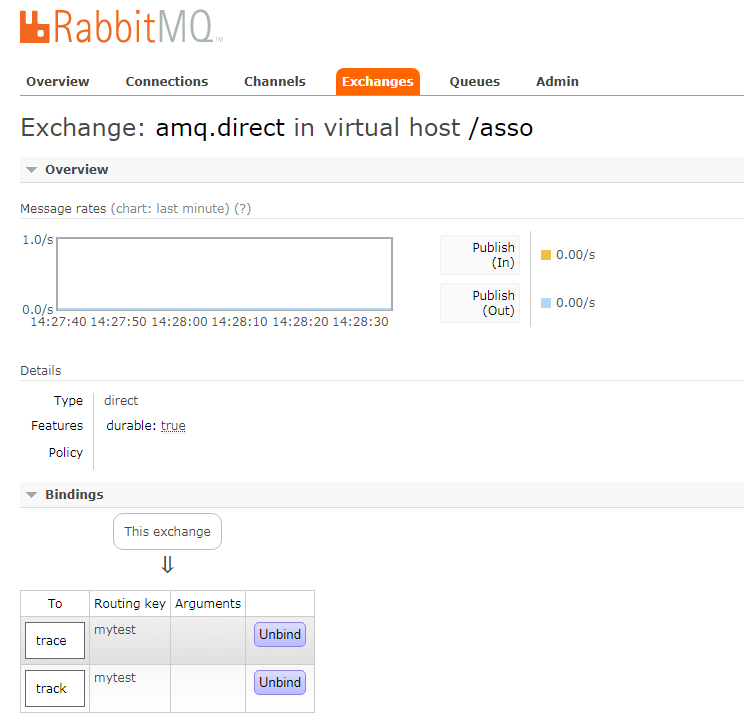 RabbitMQ™
Overview Connections Channels Exchanges Queues Admin
Exchange: amq.direct in virtual host /asso
Overview
Message rates (chart: last minute) (?)
1.0/s
0.0/s
14:27:40 14:27:50 14:28:00 14:28:10 14:28:20 14:28:30
Publish
(In)
0.00/s
Publish
(Out)
0.00/s
Details
Type direct
Features durable: true
Policy
Bindings
This exchange
⇓
To Routing key Arguments
trace mytest Unbind
track mytest Unbind